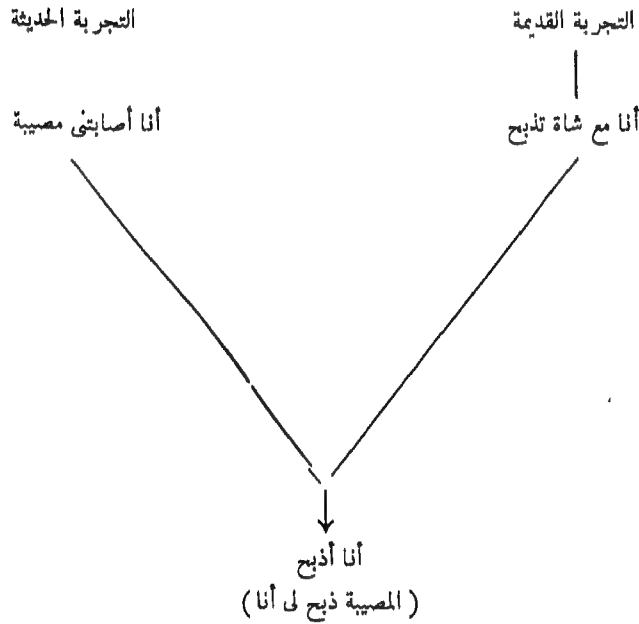 التجربة القديمة
التجربة الحديثة
أنا مع شاة تذبح
أنا أصابتنى مصيبة
أنا أذبح
( المصيبة ذبح لى أنا )